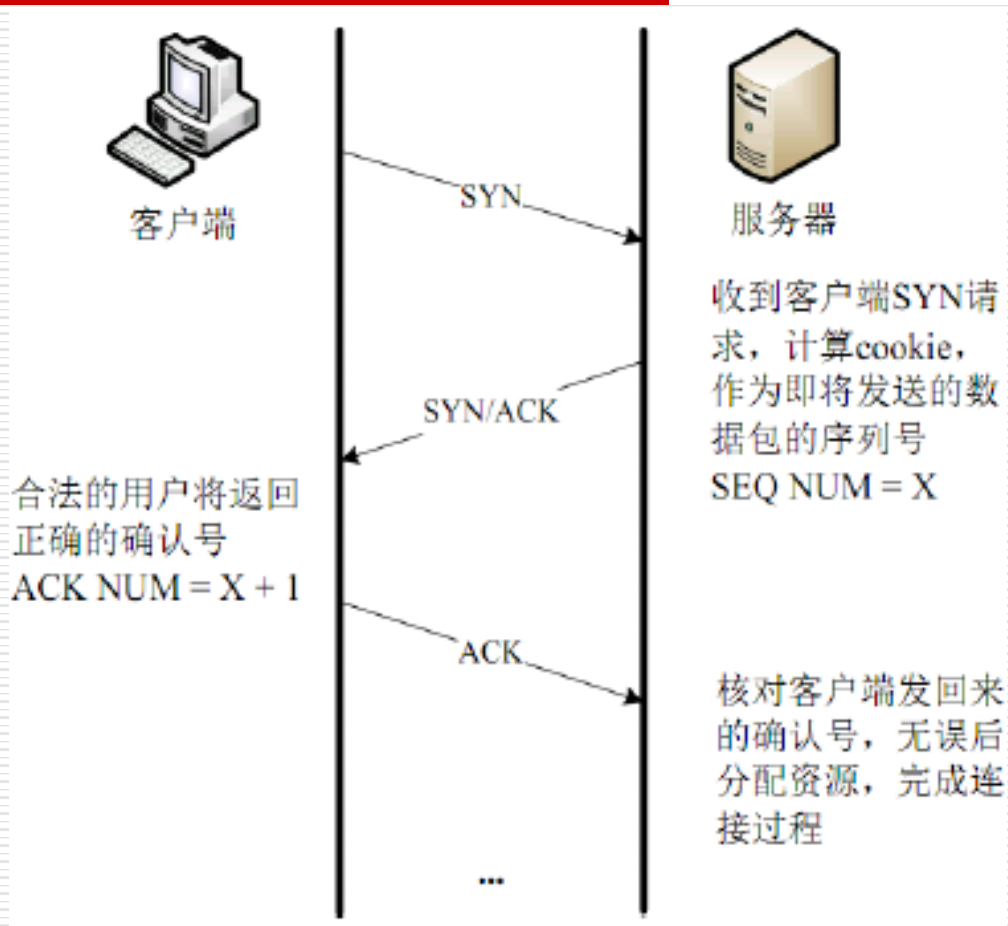 客户端
服务器
SYN
收到客户端SYN请
求，计算cookie，
作为即将发送的数
据包的序列号
SEQ NUM = X
SYN/ACK
合法的用户将返回
正确的确认号
ACK NUM = X + 1
ACK
核对客户端发回来
的确认号，无误后
分配资源，完成连
接过程
...